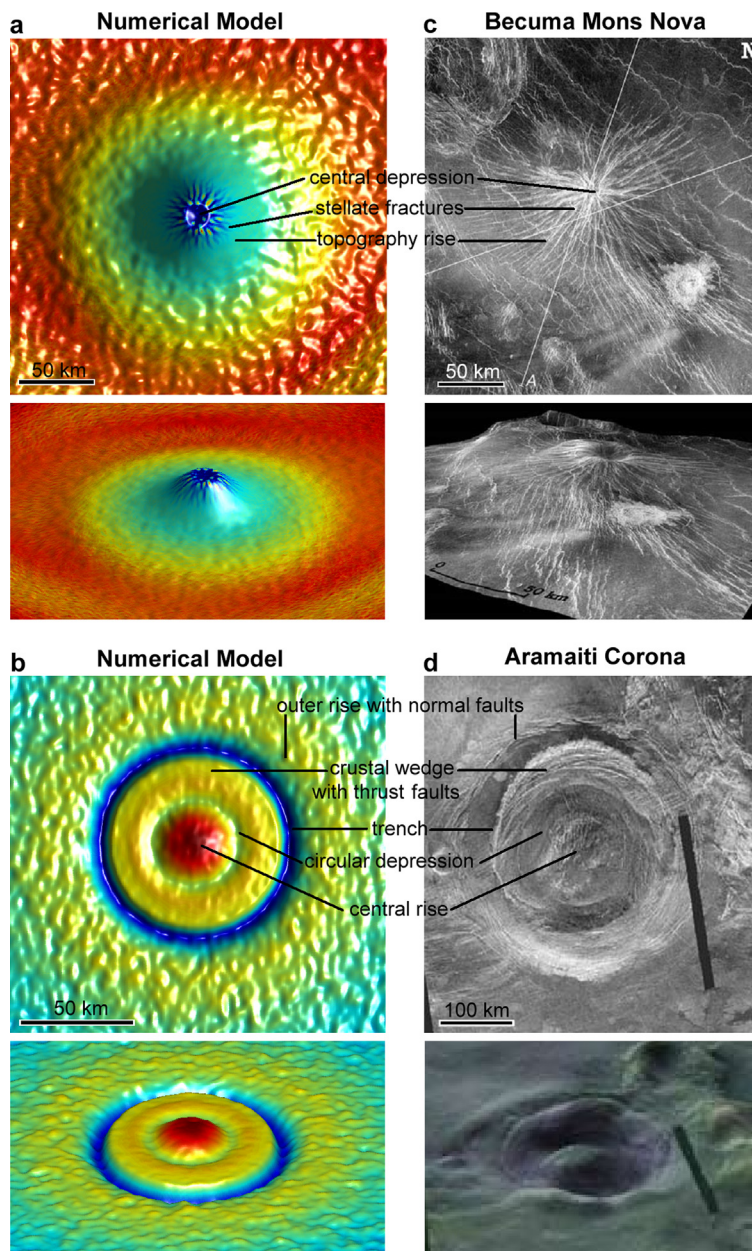 a
Numerical Model
c
Becuma Mons Nova
N
central depression
stellate fractures
topography rise
50 km
50 km
A
0
50 km
b
Numerical Model
d
Aramaiti Corona
outer rise with normal faults
crustal wedge
with thrust faults
trench
circular depression
central rise
50 km
100 km